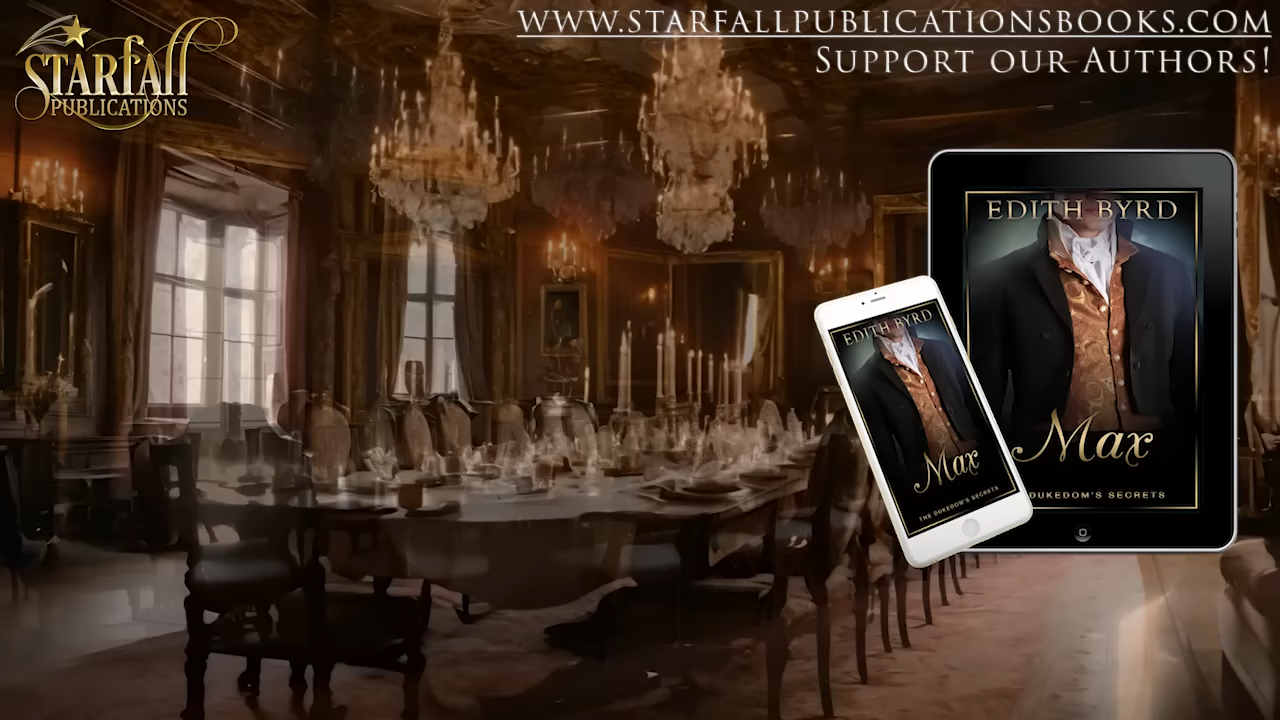 STARfall
PUBLICATIONS
WWW.STARFALLPUBLICATIONSBOOKS.COM
SUPPORT OUR AUTHORS!
EDITH BYRD
Max
DUKEDOM'S SECRETS
EDITH BYRD
Max
THE DUKEDOM'S SECRETS